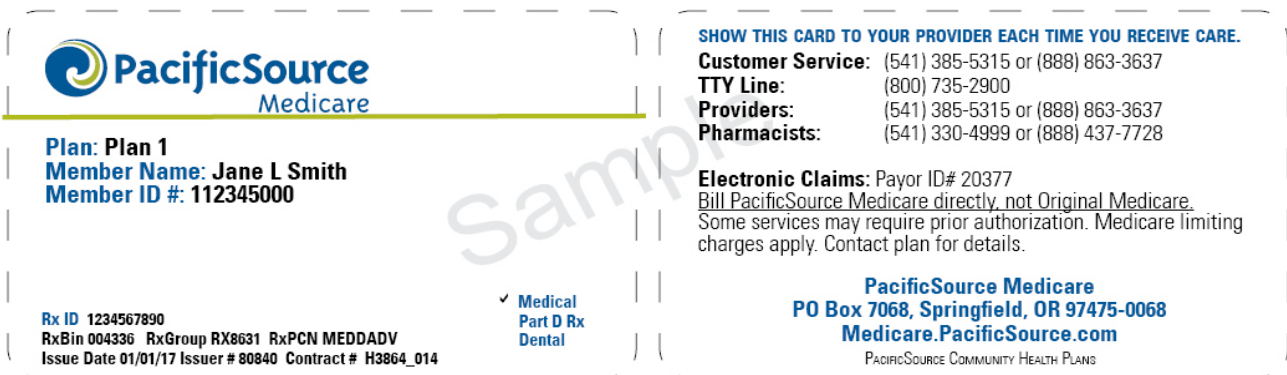 PacificSource
Medicare
Plan: Plan 1
Member Name: Jane L Smith
Member ID #: 112345000
✓ Medical
Part D Rx
Dental
Rx ID 1234567890
RxBin 004336 RxGroup RX8631 RxPCN MEDDADV
Issue Date 01/01/17 Issuer # 80840 Contract # H3864_014
Sample
SHOW THIS CARD TO YOUR PROVIDER EACH TIME YOU RECEIVE CARE.
Customer Service: (541) 385-5315 or (888) 863-3637
TTY Line: (800) 735-2900
Providers: (541) 385-5315 or (888) 863-3637
Pharmacists: (541) 330-4999 or (888) 437-7728
Electronic Claims: Payor ID# 20377
Bill PacificSource Medicare directly, not Original Medicare.
Some services may require prior authorization. Medicare limiting
charges apply. Contact plan for details.
PacificSource Medicare
PO Box 7068, Springfield, OR 97475-0068
Medicare.PacificSource.com
PACIFICSOURCE COMMUNITY HEALTH PLANS